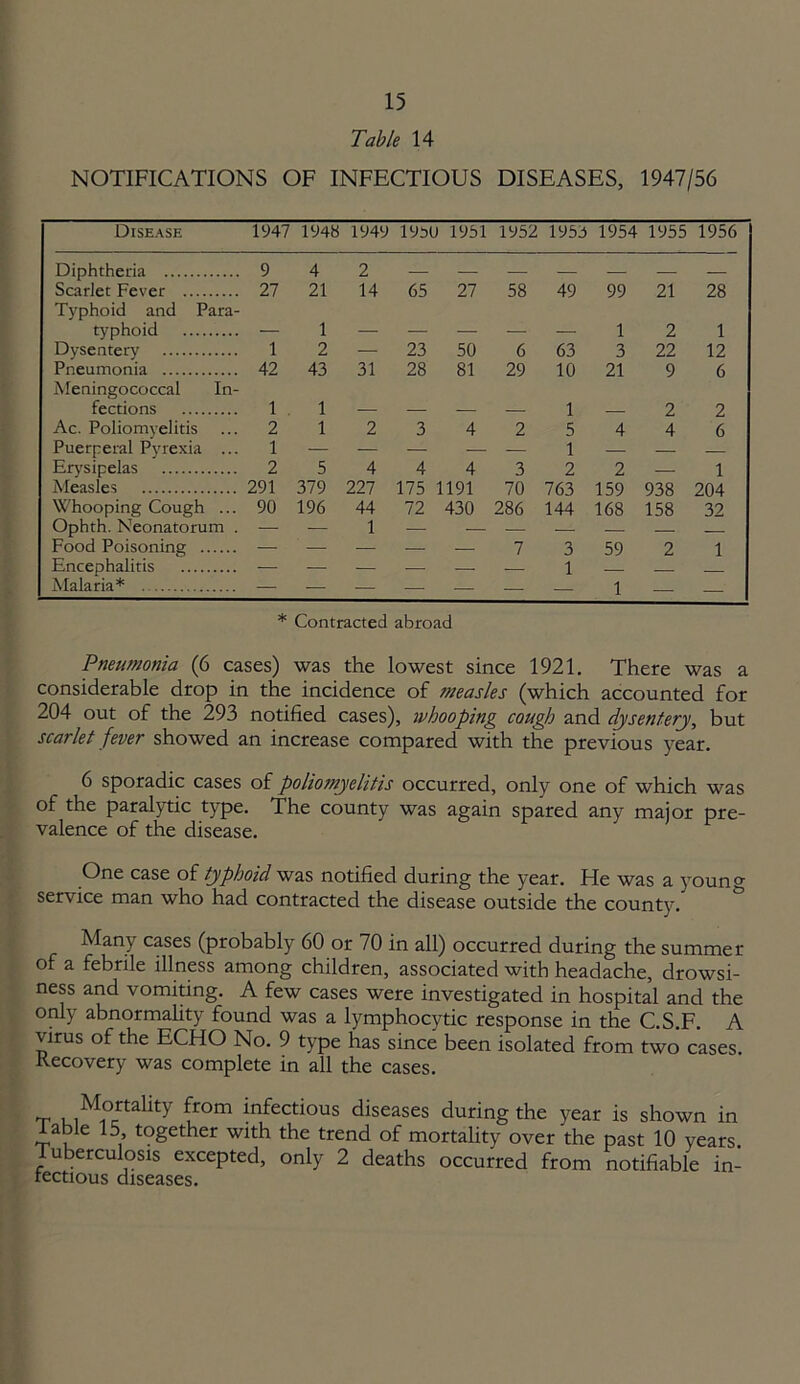 15
Table 14
NOTIFICATIONS OF INFECTIOUS DISEASES, 1947/56
Disease 1947 1948 1949 1950 1951 1952 1953 1954 1955 1956
Diphtheria ............ 9 4 2 — — — — — — —
Scarlet Fever ......... 27 21 14 65 27 58 49 99 21 28
Typhoid and Para-
typhoid ......... — 1 — — — — — 1 2 1
Dysentery ............ 1 2 — 23 50 6 63 3 22 12
Pneumonia ............ 42 43 31 28 81 29 10 21 9 6
Meningococcal In-
fections ......... 1 1 — — — — 1 — 2 2
Ac. Poliomyelitis ... 2 1 2 3 4 2 5 4 4 6
Puerperal Pyrexia ... 1 — — — — — 1 — — —
Erysipelas ............ 2 5 4 4 4 3 2 2 — 1
Measles ............... 291 379 227 175 1191 70 763 159 938 204
Whooping Cough ... 90 196 44 72 430 286 144 168 158 32
Ophth. Neonatorum . — — 1 — — — — — — —
Food Poisoning ...... — — — — — 7 3 59 2 1
Encephalitis ......... — — — — — — 1 — — —
Malaria* ............... — — — — — — — 1 — —
* Contracted abroad
Pneumonia (6 cases) was the lowest since 1921. There was a
considerable drop in the incidence of measles (which accounted for
204 out of the 293 notified cases), whooping cough and dysentery, but
scarlet fever showed an increase compared with the previous year.
6 sporadic cases of poliomyelitis occurred, only one of which was
of the paralytic type. The county was again spared any major pre-
valence of the disease.
One case of typhoid was notified during the year. He was a young
service man who had contracted the disease outside the county.
Many cases (probably 60 or 70 in all) occurred during the summer
of a febrile illness among children, associated with headache, drowsi-
ness and vomiting. A few cases were investigated in hospital and the
only abnormality found was a lymphocytic response in the C.S.F. A
virus of the ECHO No. 9 type has since been isolated from two cases.
Recovery was complete in all the cases.
Mortality from infectious diseases during the year is shown in
Table 15, together with the trend of mortality over the past 10 years.
Tuberculosis excepted, only 2 deaths occurred from notifiable in-
fectious diseases.